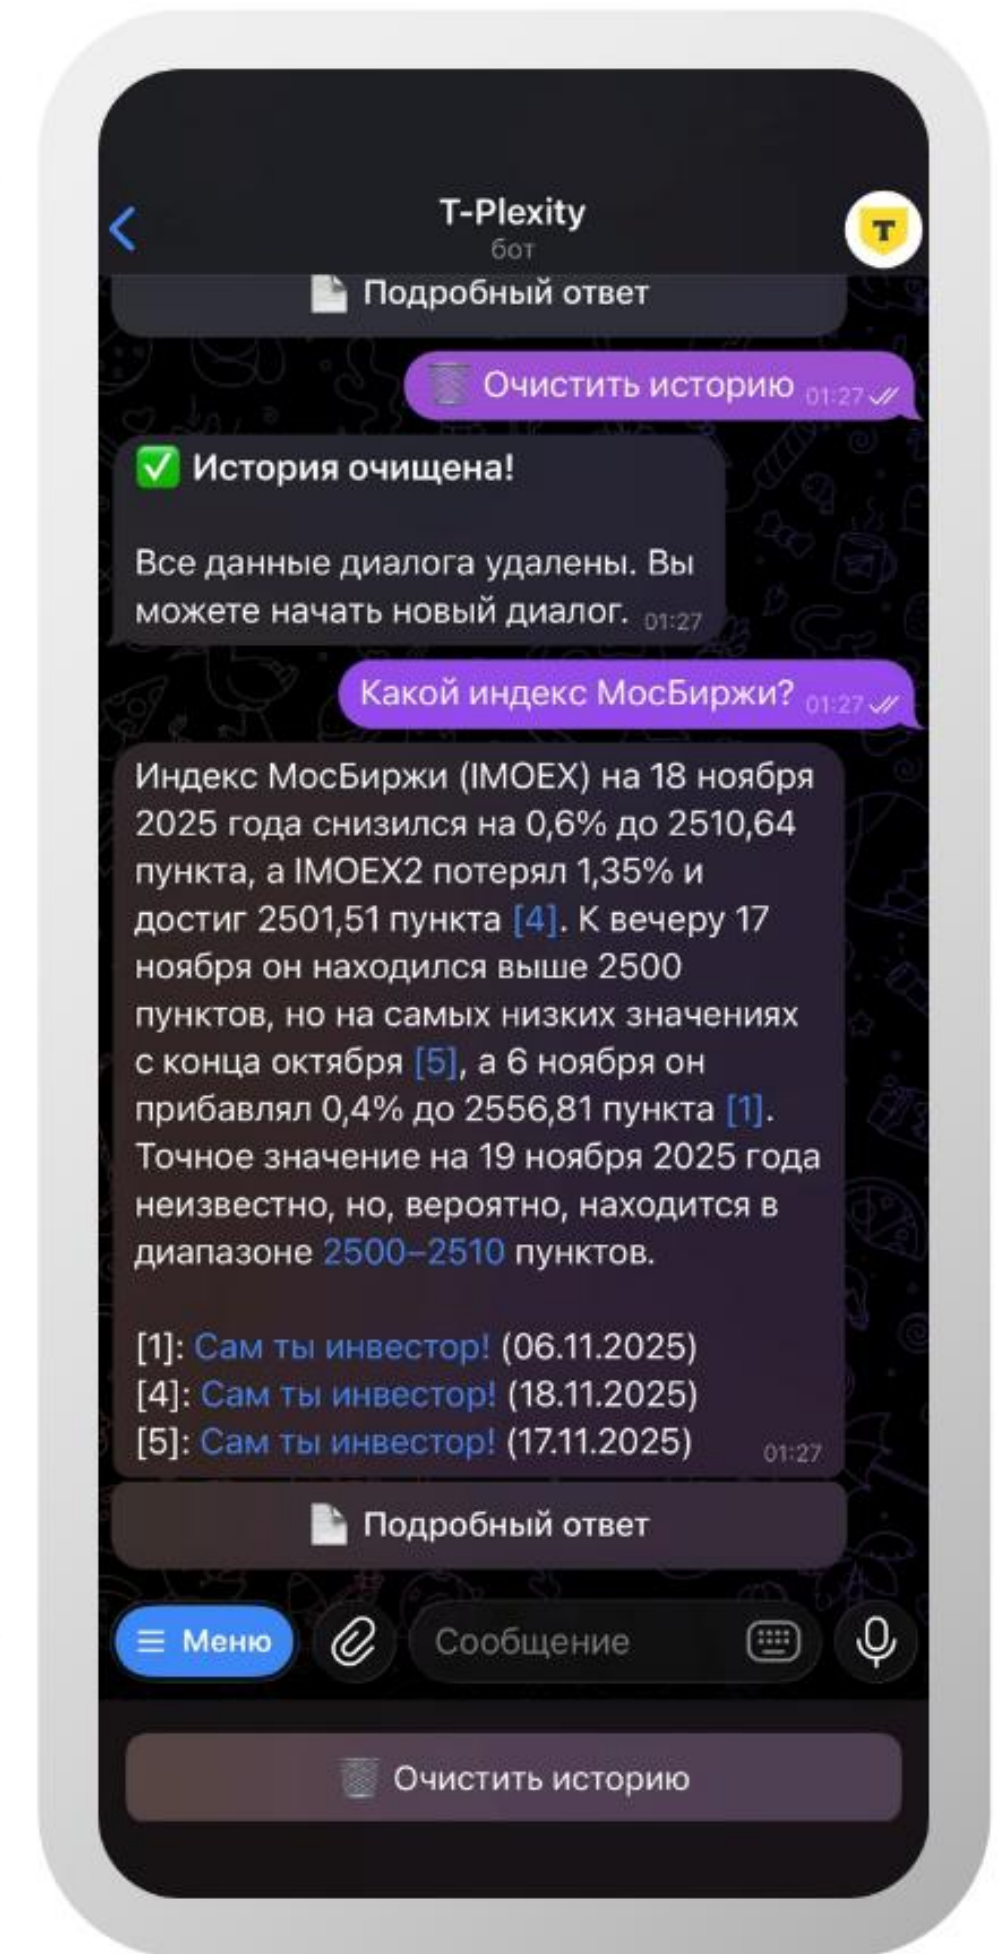 T-Plexity
бот
T
Подробный ответ
Очистить историю 01:27
История очищена!
Все данные диалога удалены. Вы
можете начать новый диалог. 01:27
Какой индекс МосБиржи? 01:27
Индекс МосБиржи (IMOEX) на 18 ноября
2025 года снизился на 0,6% до 2510,64
пункта, а IMOEX2 потерял 1,35% и
достиг 2501,51 пункта [4]. К вечеру 17
ноября он находился выше 2500
пунктов, но на самых низких значениях
с конца октября [5], а 6 ноября он
прибавлял 0,4% до 2556,81 пункта [1].
Точное значение на 19 ноября 2025 года
неизвестно, но, вероятно, находится в
диапазоне 2500–2510 пунктов.
[1]: Сам ты инвестор! (06.11.2025)
[4]: Сам ты инвестор! (18.11.2025)
[5]: Сам ты инвестор! (17.11.2025) 01:27
Подробный ответ
Меню
Сообщение
Очистить историю